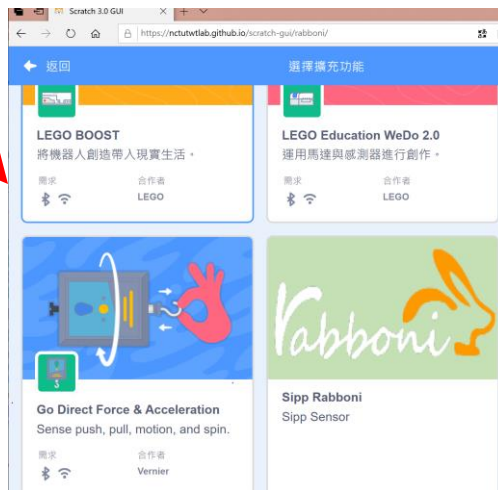 Scratch 3.0 GUI
https://nctutwtlab.github.io/scratch-gui/rabboni/
返回
選擇擴充功能
LEGO BOOST
將機器人創造帶入現實生活。
需求
合作者
LEGO
LEGO Education WeDo 2.0
運用馬達與感測器進行創作。
需求
合作者
LEGO
Go Direct Force & Acceleration
Sense push, pull, motion, and spin.
需求
合作者
Vernier
rabboni
Sipp Rabboni
Sipp Sensor